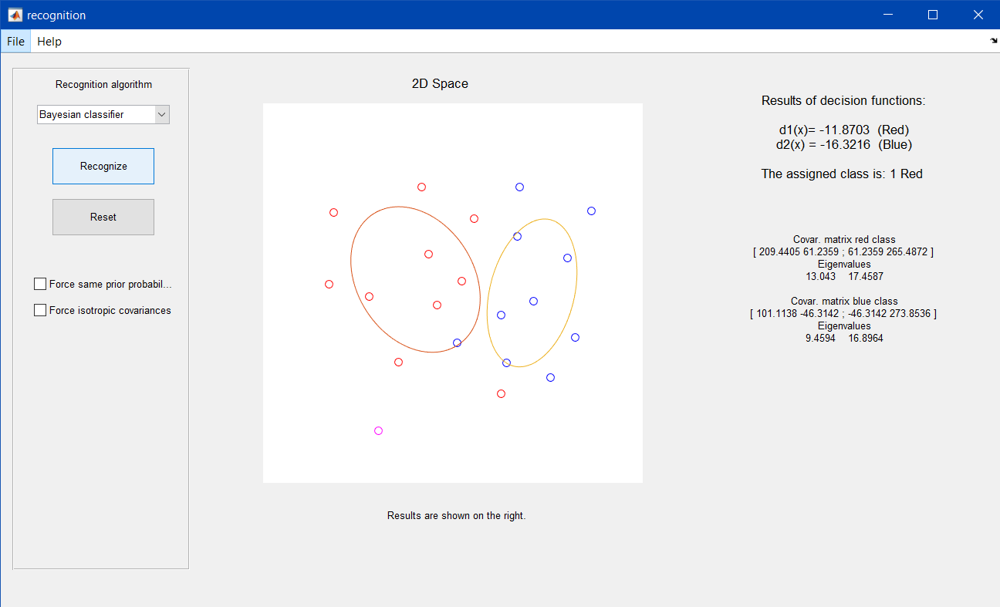 recognition
File Help
Recognition algorithm
Bayesian classifier
Recognize
Reset
Force same prior probabil...
Force isotropic covariances
2D Space
Results are shown on the right.
Results of decision functions:
d1(x)= -11.8703 (Red)
d2(x) = -16.3216 (Blue)
The assigned class is: 1 Red
Covar. matrix red class
[ 209.4405 61.2359 ; 61.2359 265.4872 ]
Eigenvalues
13.043 17.4587
Covar. matrix blue class
[ 101.1138 -46.3142 ; -46.3142 273.8536 ]
Eigenvalues
9.4594 16.8964